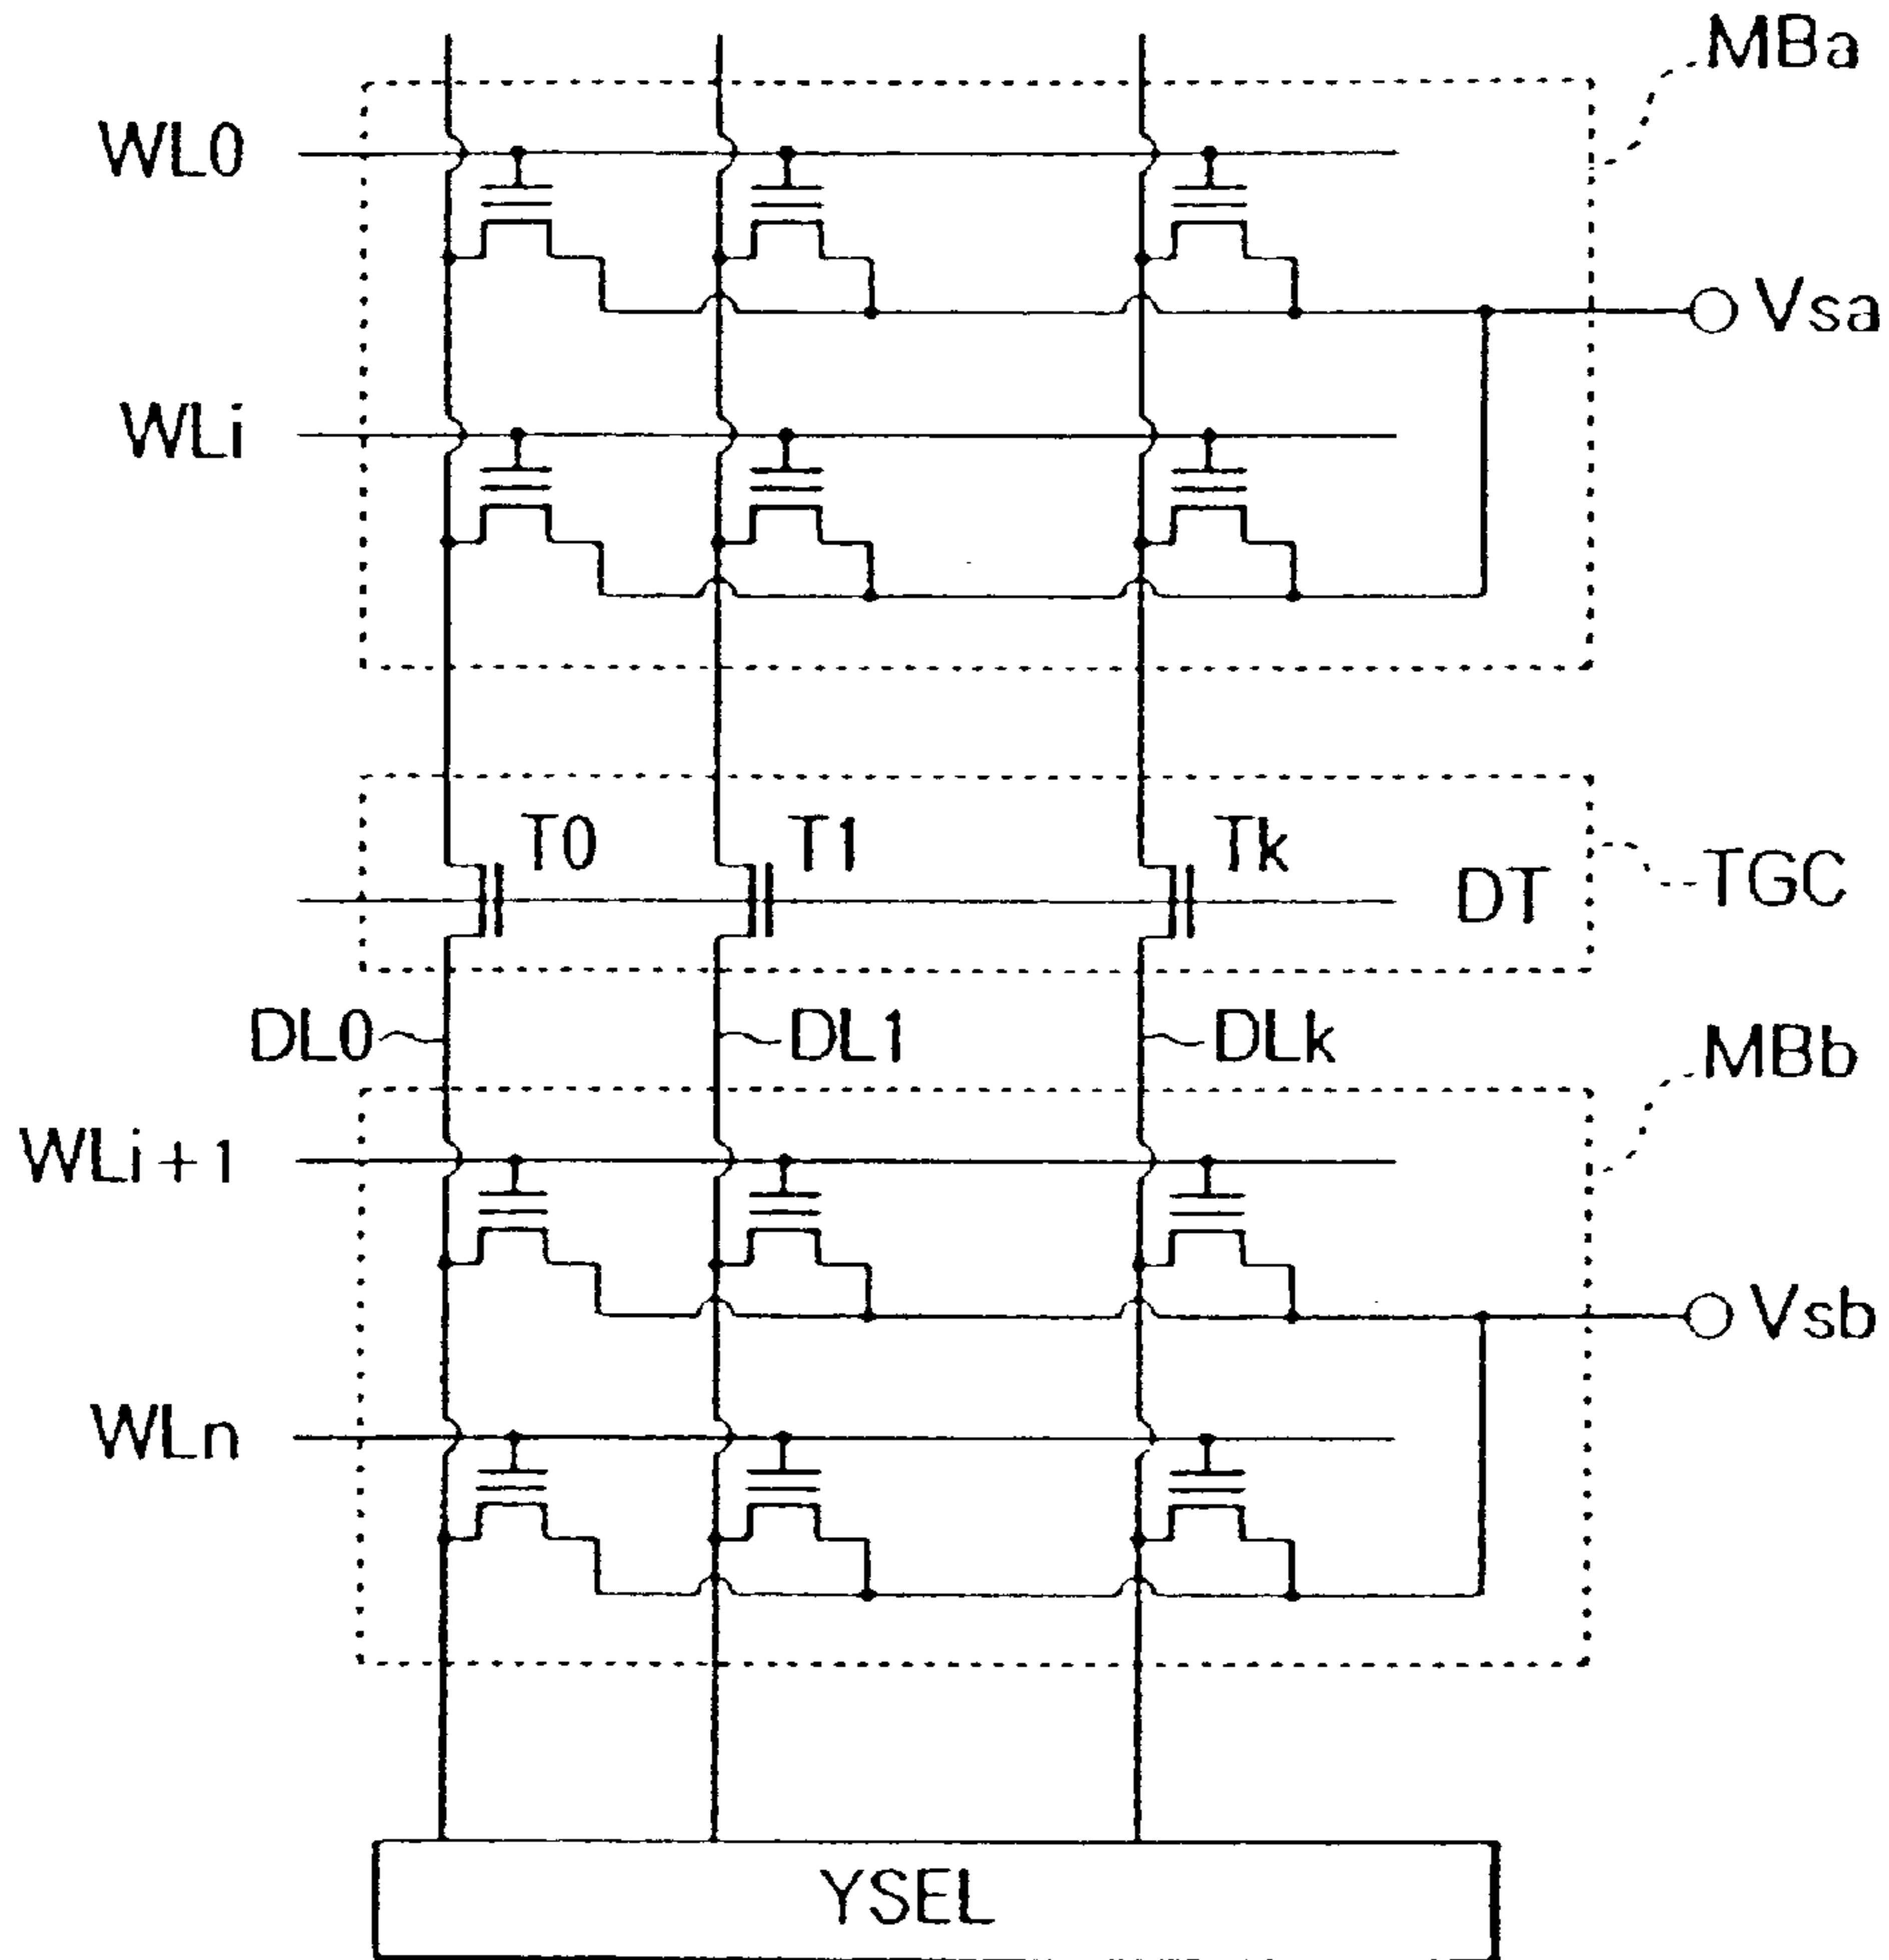 MBa
WL0
Vsa
WLi
T0 T1 Tk
DT TGC
DL0 DL1 DLk
MBb
WLi+1
Vsb
WLn
YSEL